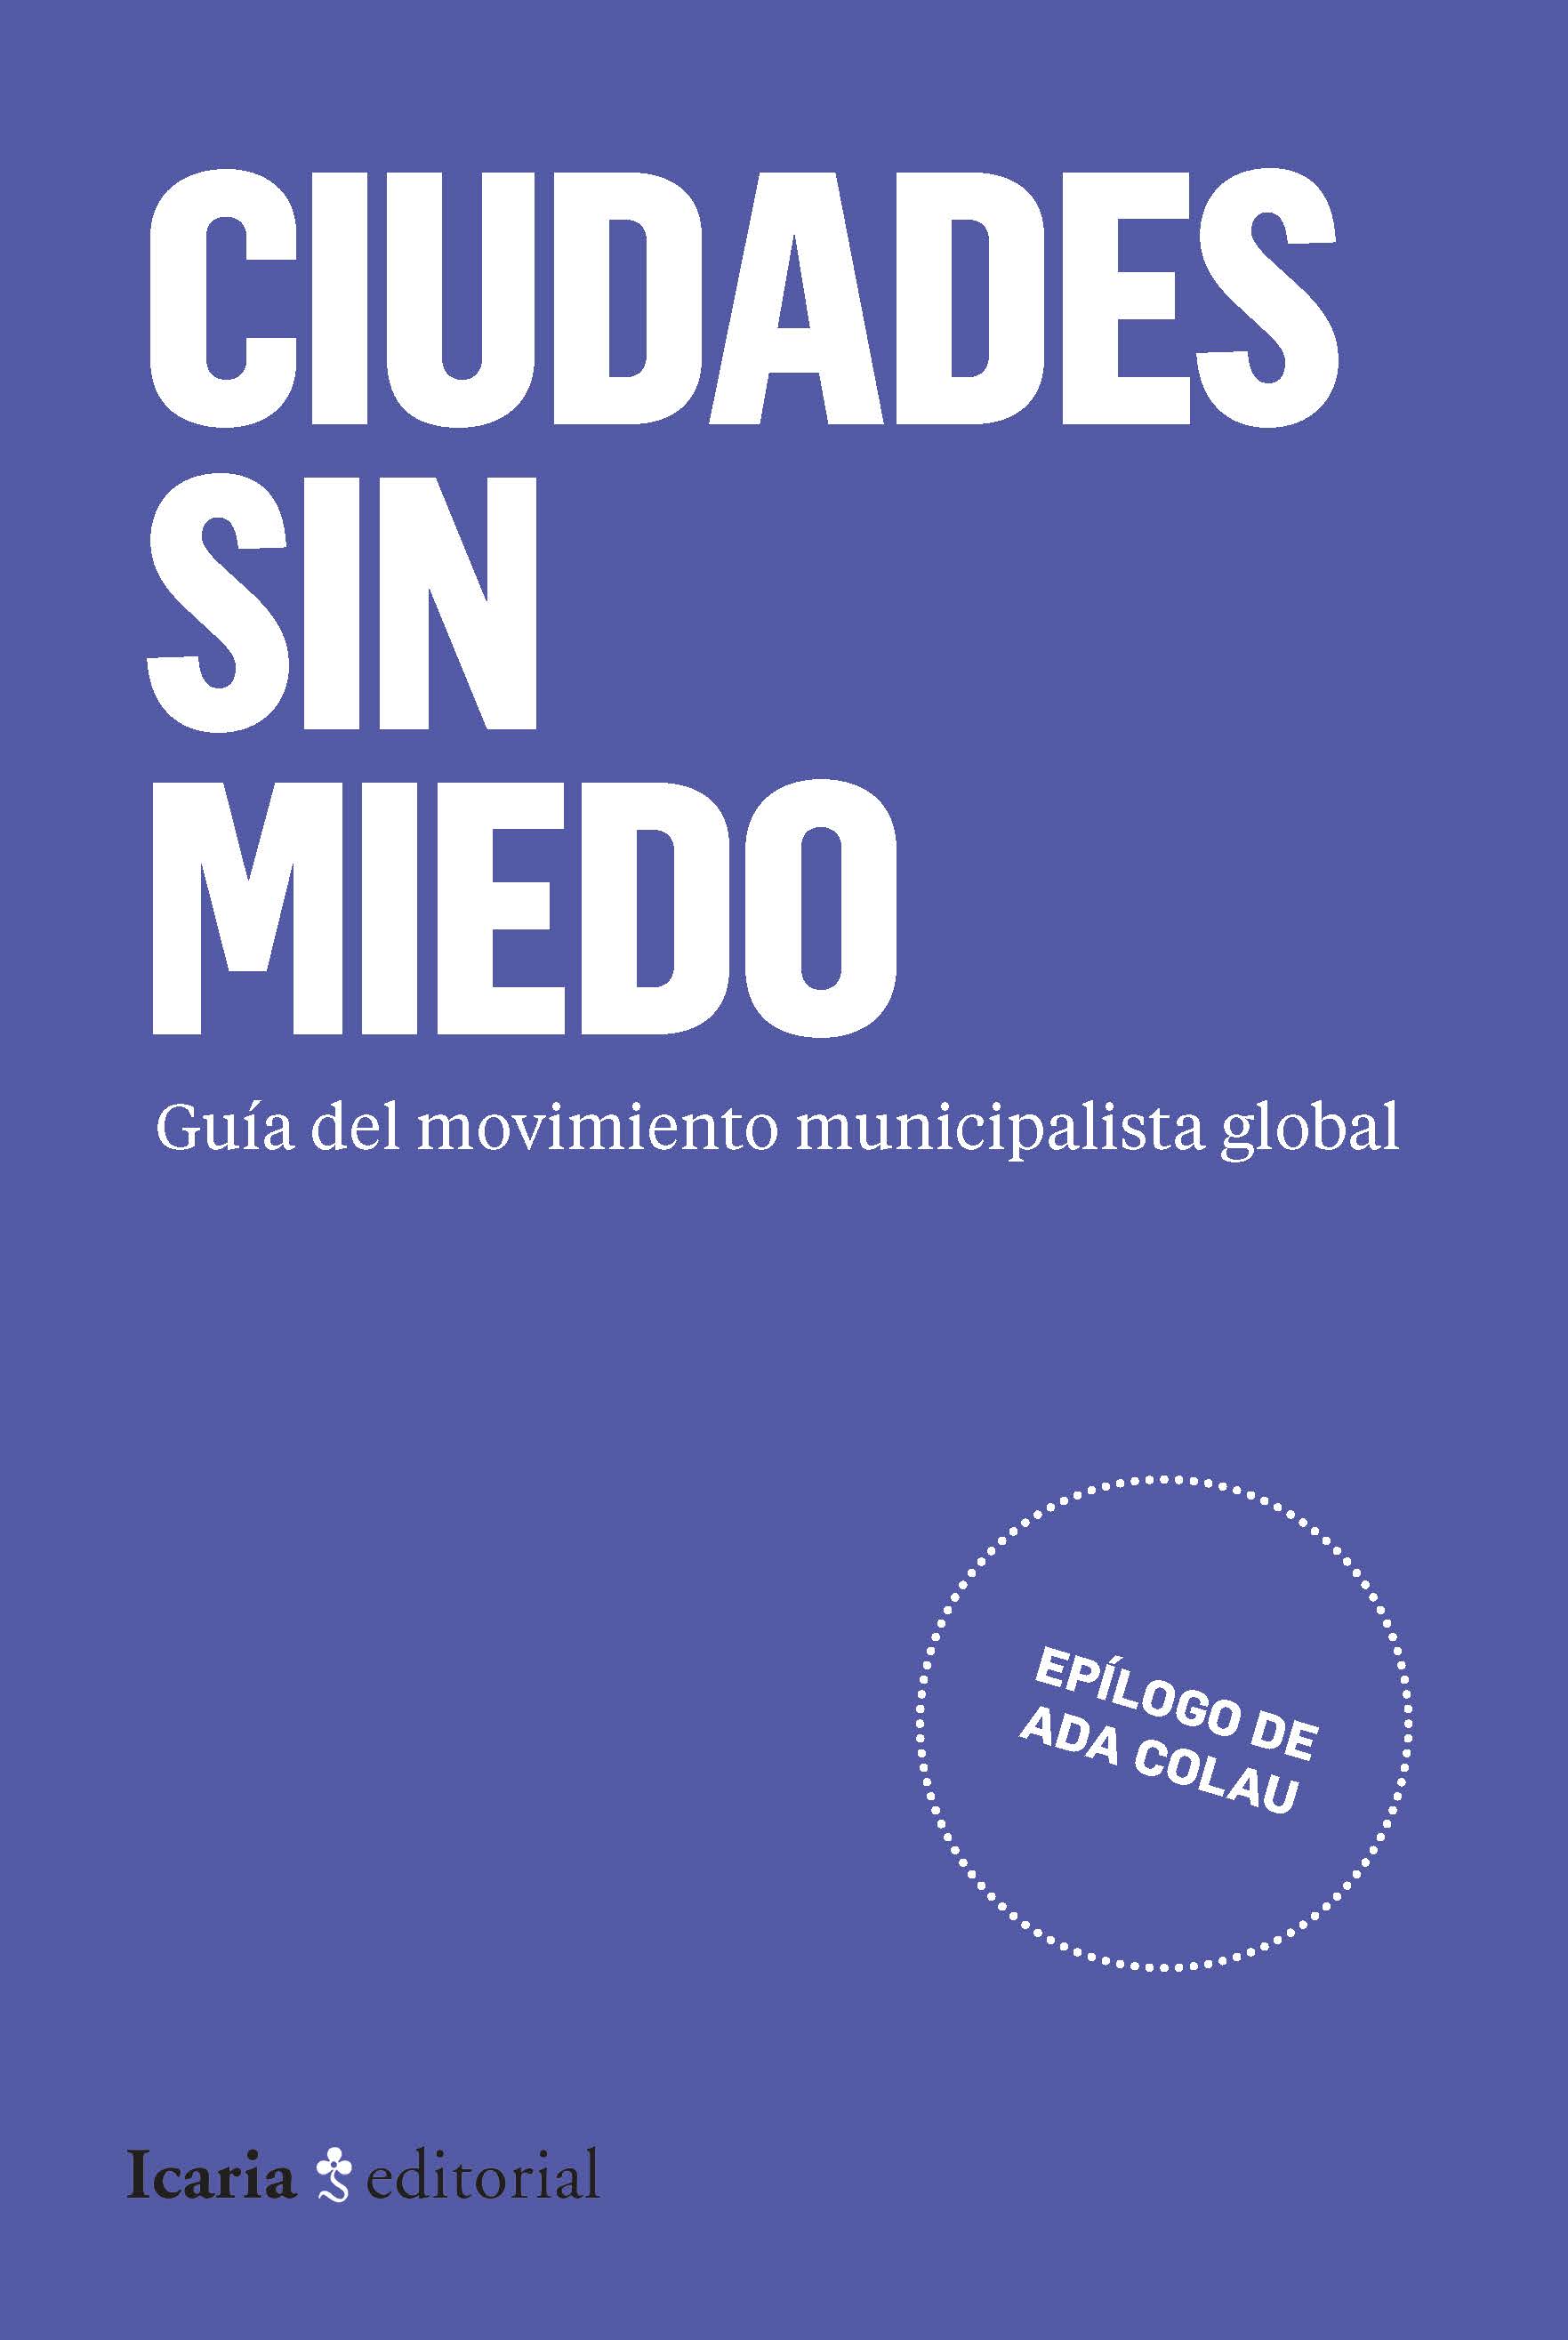 CIUDADES
SIN
MIEDO
Guía del movimiento municipalista global
EPÍLOGO DE
ADA COLAU
Icaria editorial